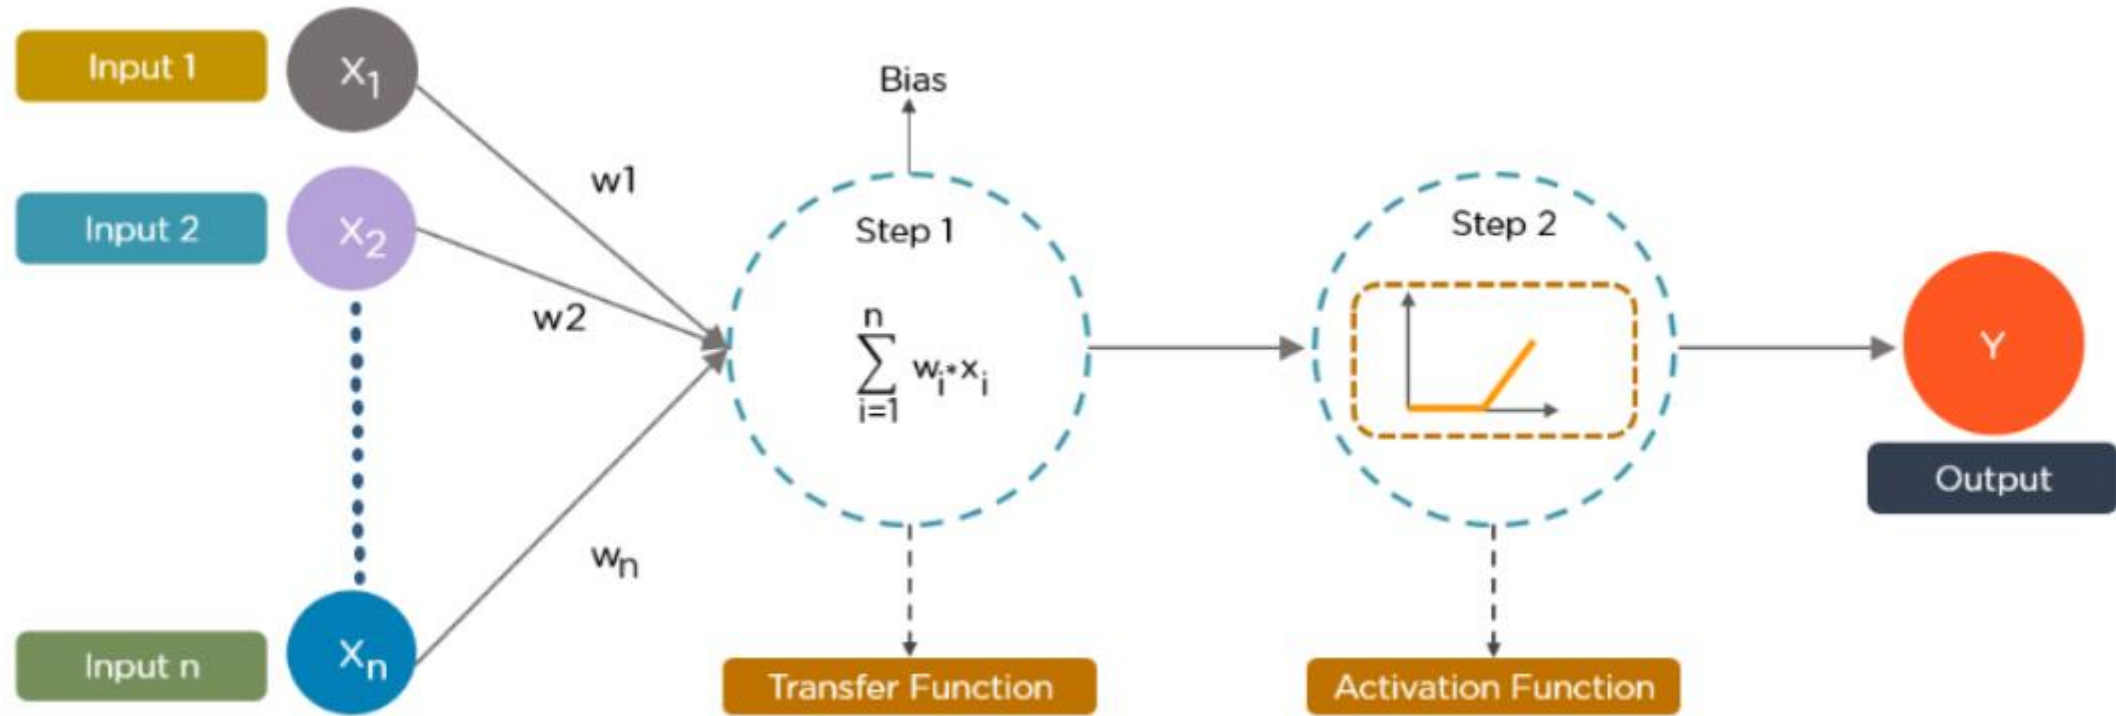 Input 1
X1
Bias
w1
Input 2
X2
Step 1
Step 2
w2
n
∑ wi*xi
i=1
Y
Output
wn
Input n
Xn
Transfer Function
Activation Function